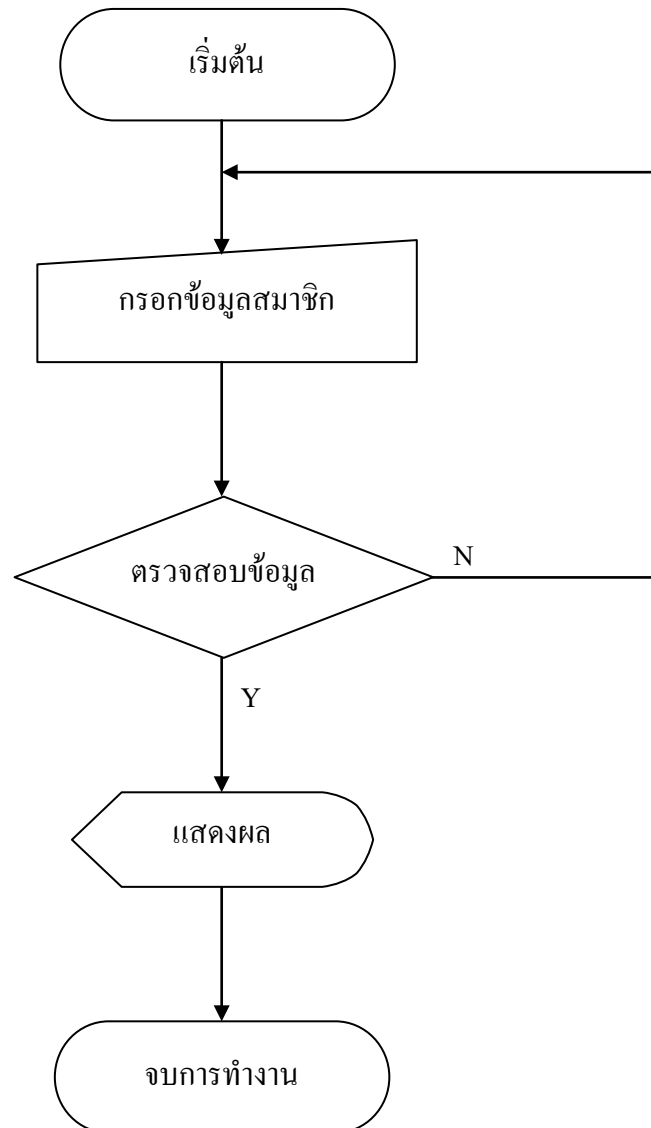 เริ่มต้น
กรอกข้อมูลสมาชิก
ตรวจสอบข้อมูล
N
Y
แสดงผล
จบการทำงาน